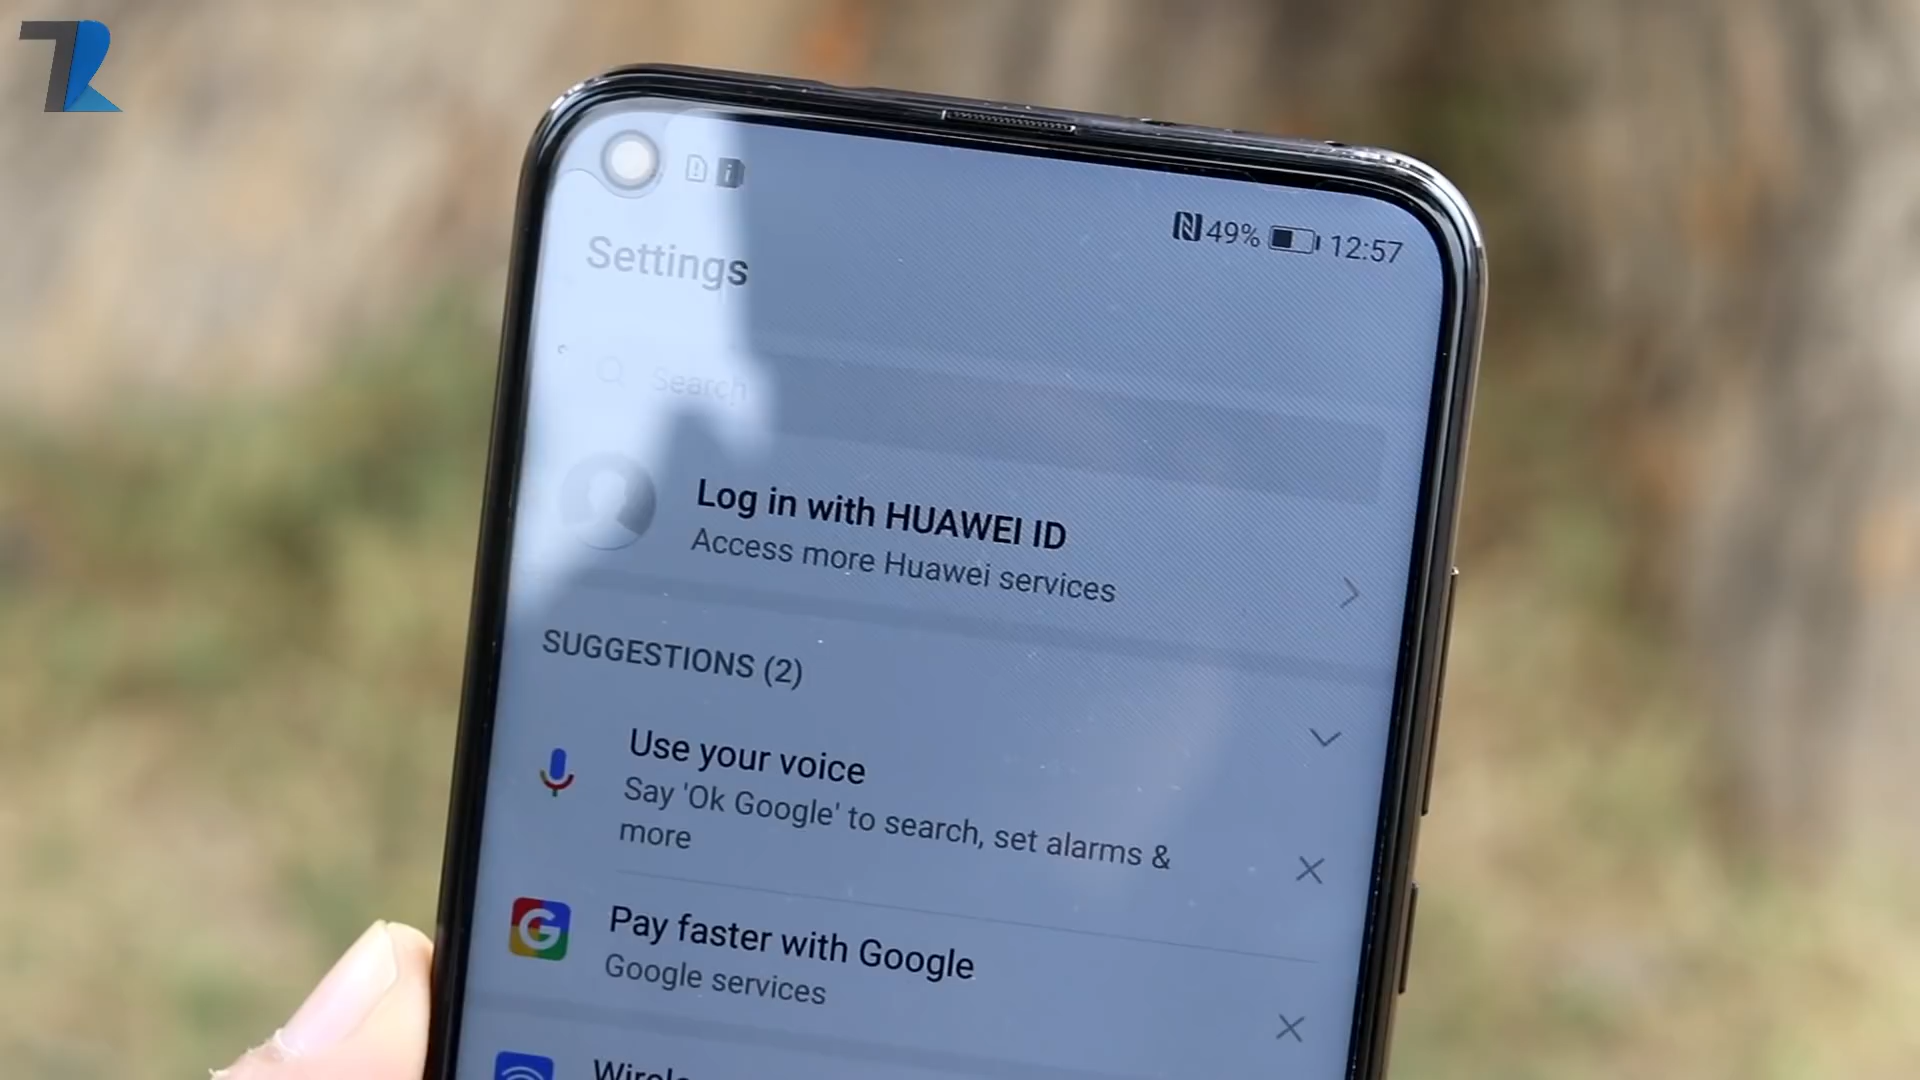 49% 12:57
Settings
Search
Log in with HUAWEI ID
Access more Huawei services
SUGGESTIONS (2)
Use your voice
Say 'Ok Google' to search, set alarms &
more
Pay faster with Google
Google services